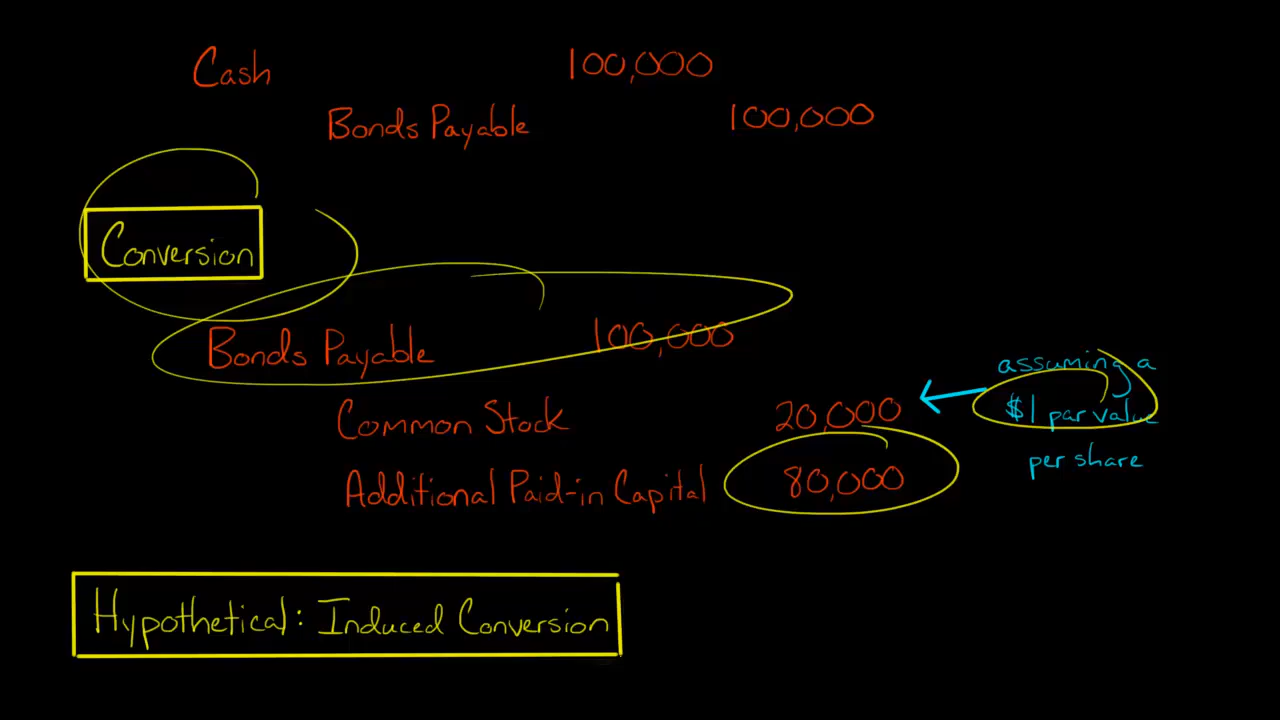 Cash 100,000
Bonds Payable 100,000
Conversion
Bonds Payable 100,000
assuming a
Common Stock 20,000 $1 par value
per share
Additional Paid-in Capital 80,000
Hypothetical: Induced Conversion